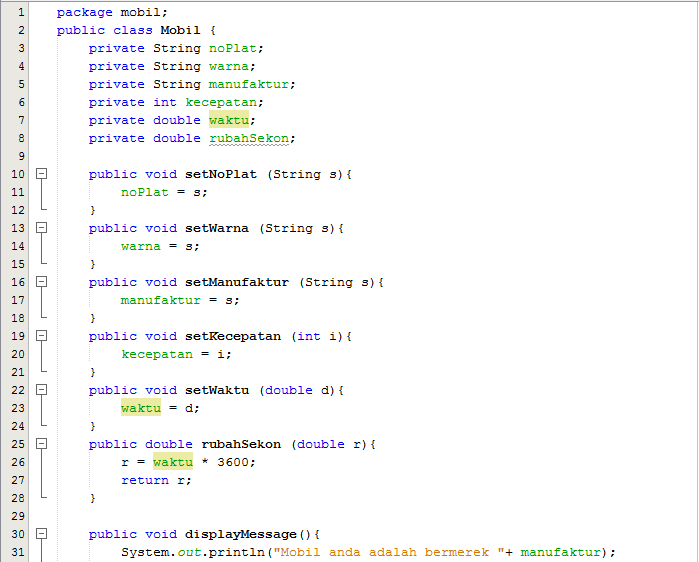 1 package mobil;
2 public class Mobil {
3 private String noPlat;
4 private String warna;
5 private String manufaktur;
6 private int kecepatan;
7 private double waktu;
8 private double rubahSekon;
9
10 public void setNoPlat (String s){
11 noPlat = s;
12 }
13 public void setWarna (String s){
14 warna = s;
15 }
16 public void setManufaktur (String s){
17 manufaktur = s;
18 }
19 public void setKecepatan (int i){
20 kecepatan = i;
21 }
22 public void setWaktu (double d){
23 waktu = d;
24 }
25 public double rubahSekon (double r){
26 r = waktu * 3600;
27 return r;
28 }
29
30 public void displayMessage(){
31 System.out.println("Mobil anda adalah bermerek "+ manufaktur);